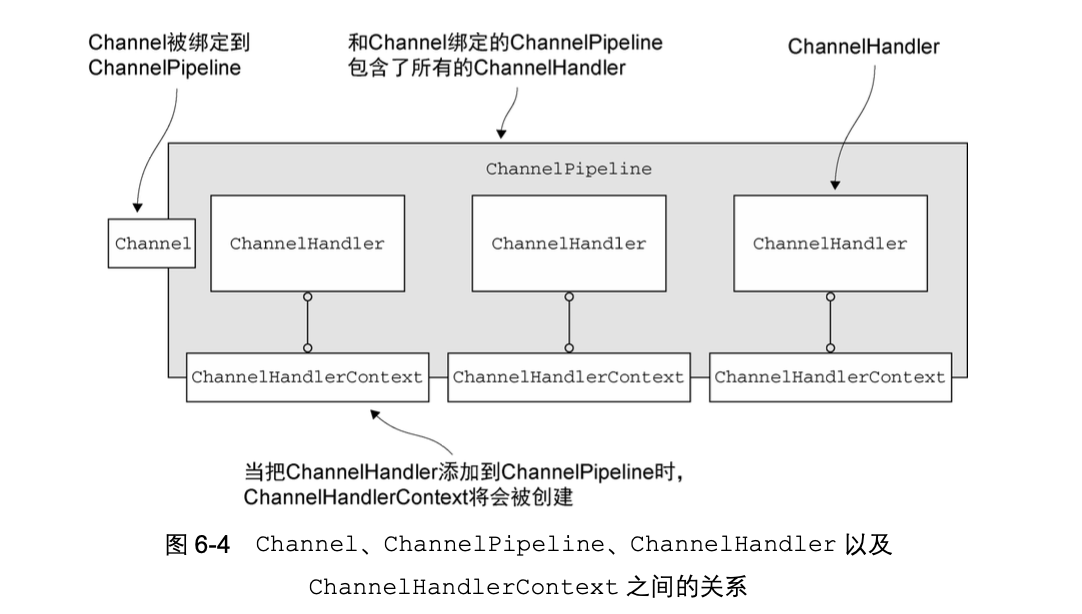 Channel被绑定到
ChannelPipeline
和Channel绑定的ChannelPipeline
包含了所有的ChannelHandler
ChannelHandler
ChannelPipeline
Channel
ChannelHandler
ChannelHandler
ChannelHandler
ChannelHandlerContext
ChannelHandlerContext
ChannelHandlerContext
当把ChannelHandler添加到ChannelPipeline时，
ChannelHandlerContext将会被创建
图 6-4 Channel、ChannelPipeline、ChannelHandler 以及
ChannelHandlerContext 之间的关系